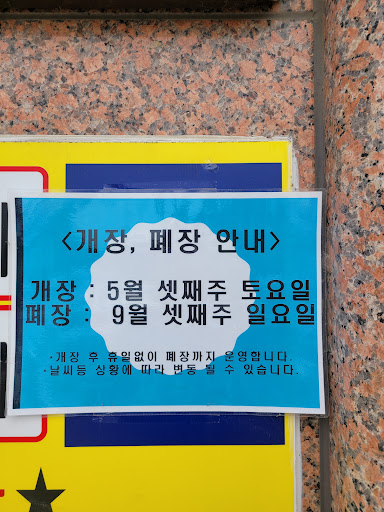 <개장, 폐장 안내>
개장 : 5월 셋째주 토요일
폐장 : 9월 셋째주 일요일
·개장 후 휴일없이 폐장까지 운영합니다.
·날씨등 상황에 따라 변동 될 수 있습니다.